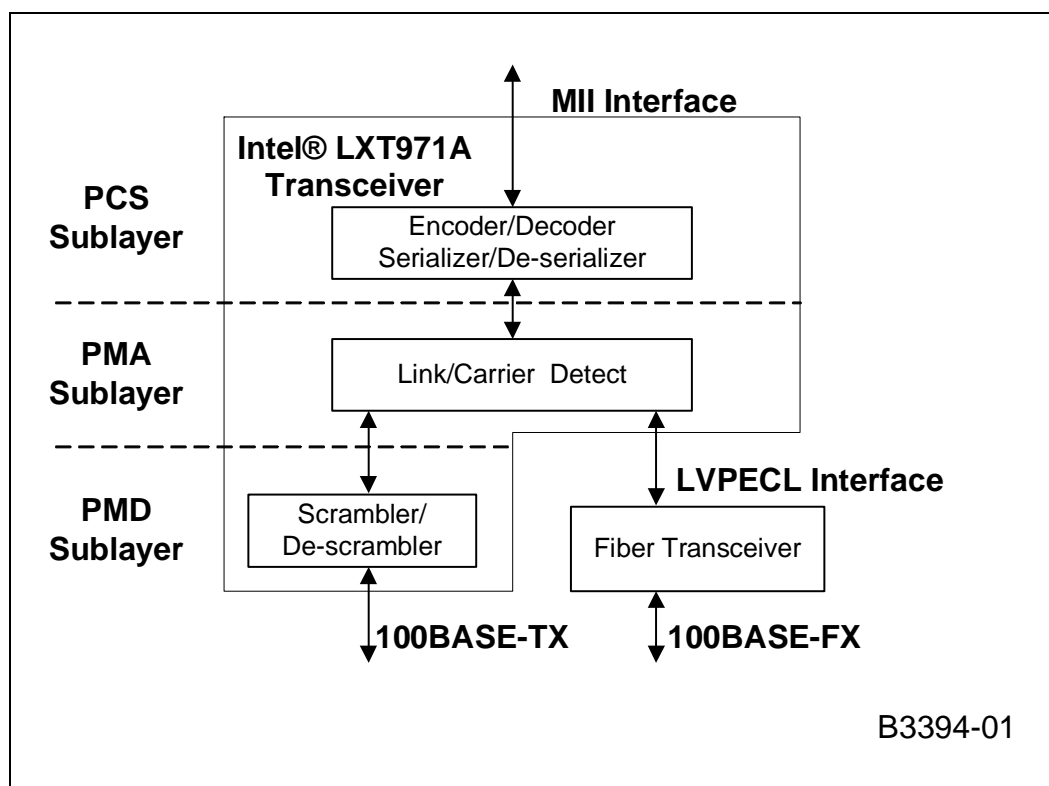 MII Interface
Intel® LXT971A
Transceiver
PCS
Sublayer
Encoder/Decoder
Serializer/De-serializer
PMA
Sublayer
Link/Carrier Detect
LVPECL Interface
PMD
Sublayer
Scrambler/
De-scrambler
Fiber Transceiver
100BASE-TX
100BASE-FX
B3394-01